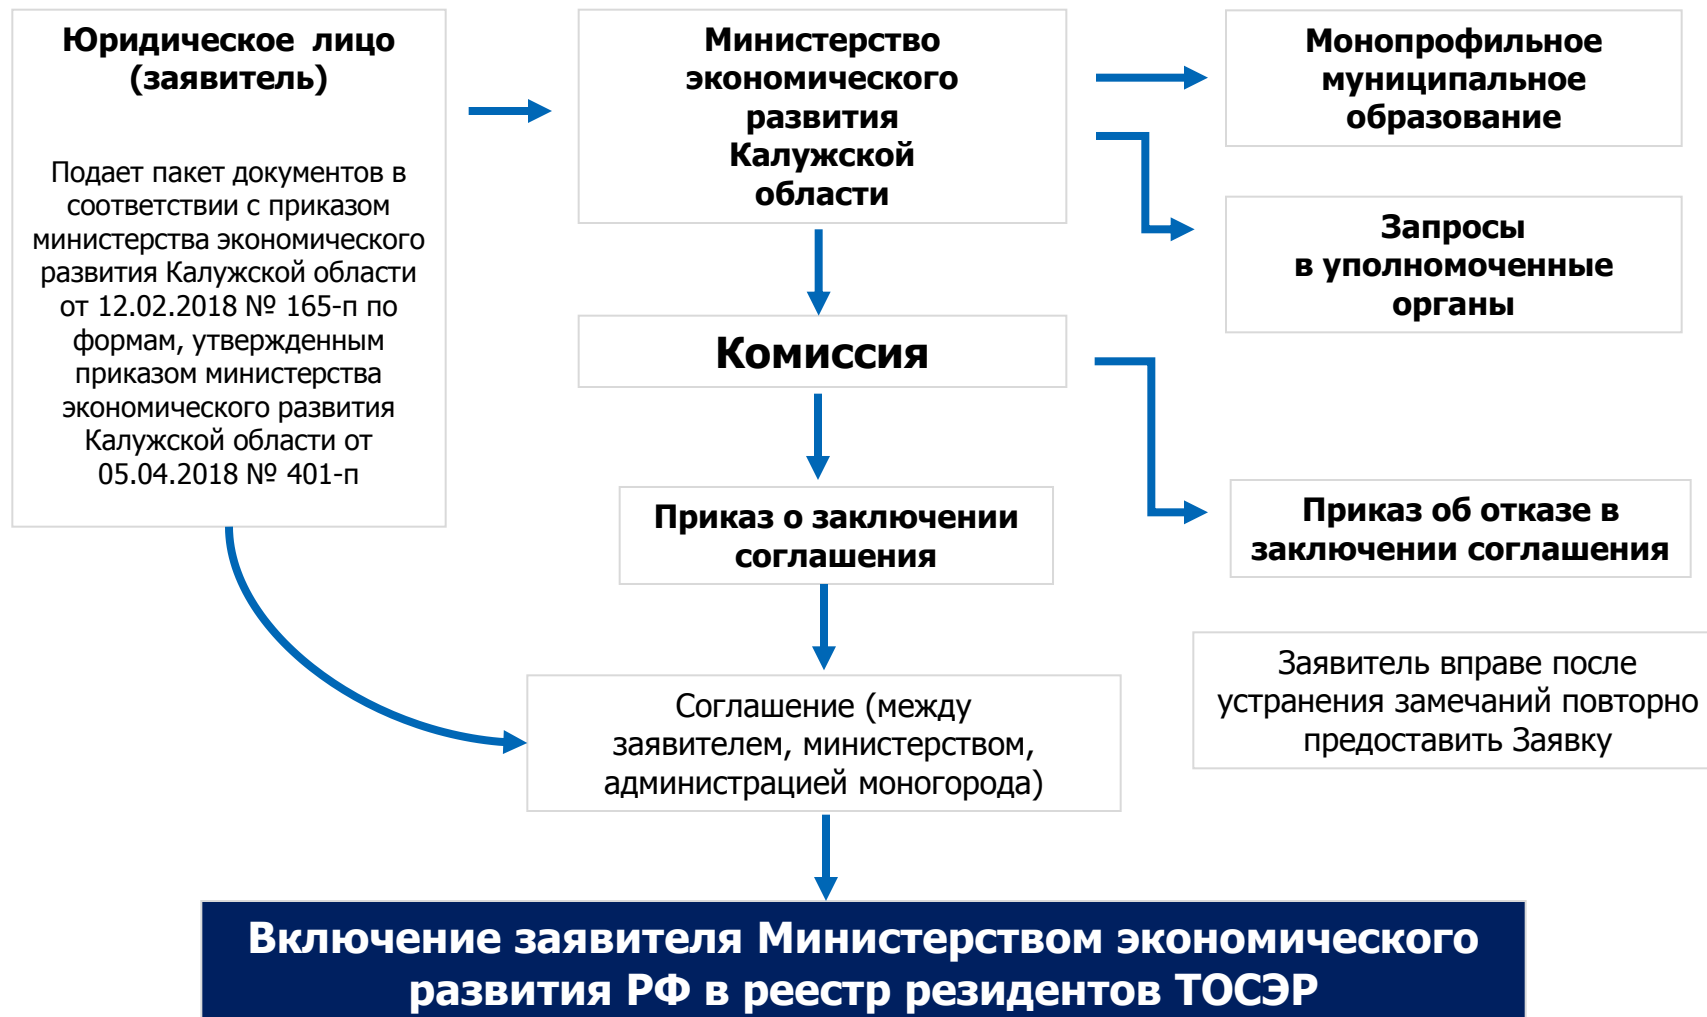 Юридическое лицо
(заявитель)
Подает пакет документов в
соответствии с приказом
министерства экономического
развития Калужской области
от 12.02.2018 № 165-п по
формам, утвержденным
приказом министерства
экономического развития
Калужской области от
05.04.2018 № 401-п
Министерство
экономического
развития
Калужской
области
Монопрофильное
муниципальное
образование
Запросы
в уполномоченные
органы
Комиссия
Приказ о заключении
соглашения
Приказ об отказе в
заключении соглашения
Заявитель вправе после
устранения замечаний повторно
предоставить Заявку
Соглашение (между
заявителем, министерством,
администрацией моногорода)
Включение заявителя Министерством экономического
развития РФ в реестр резидентов ТОСЭР